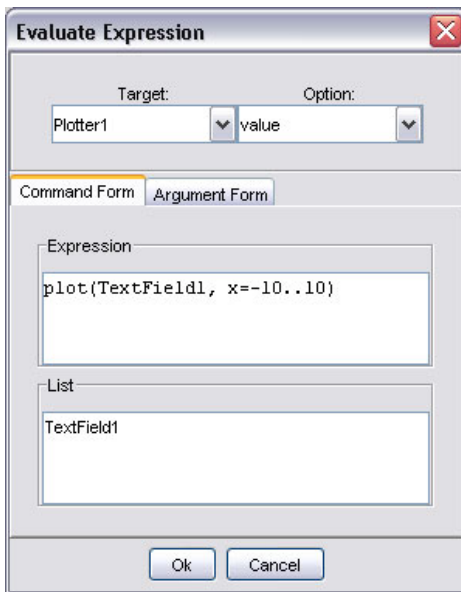 Evaluate Expression
Target: Option:
Plotter1 value
Command Form Argument Form
Expression
plot(TextField1, x=-10..10)
List
TextField1
Ok Cancel